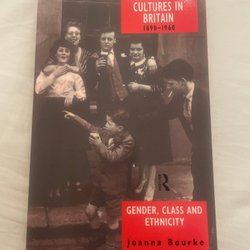 CULTURES IN
BRITAIN
1890-1960
R
GENDER, CLASS AND
ETHNICITY
Joanna Bourke